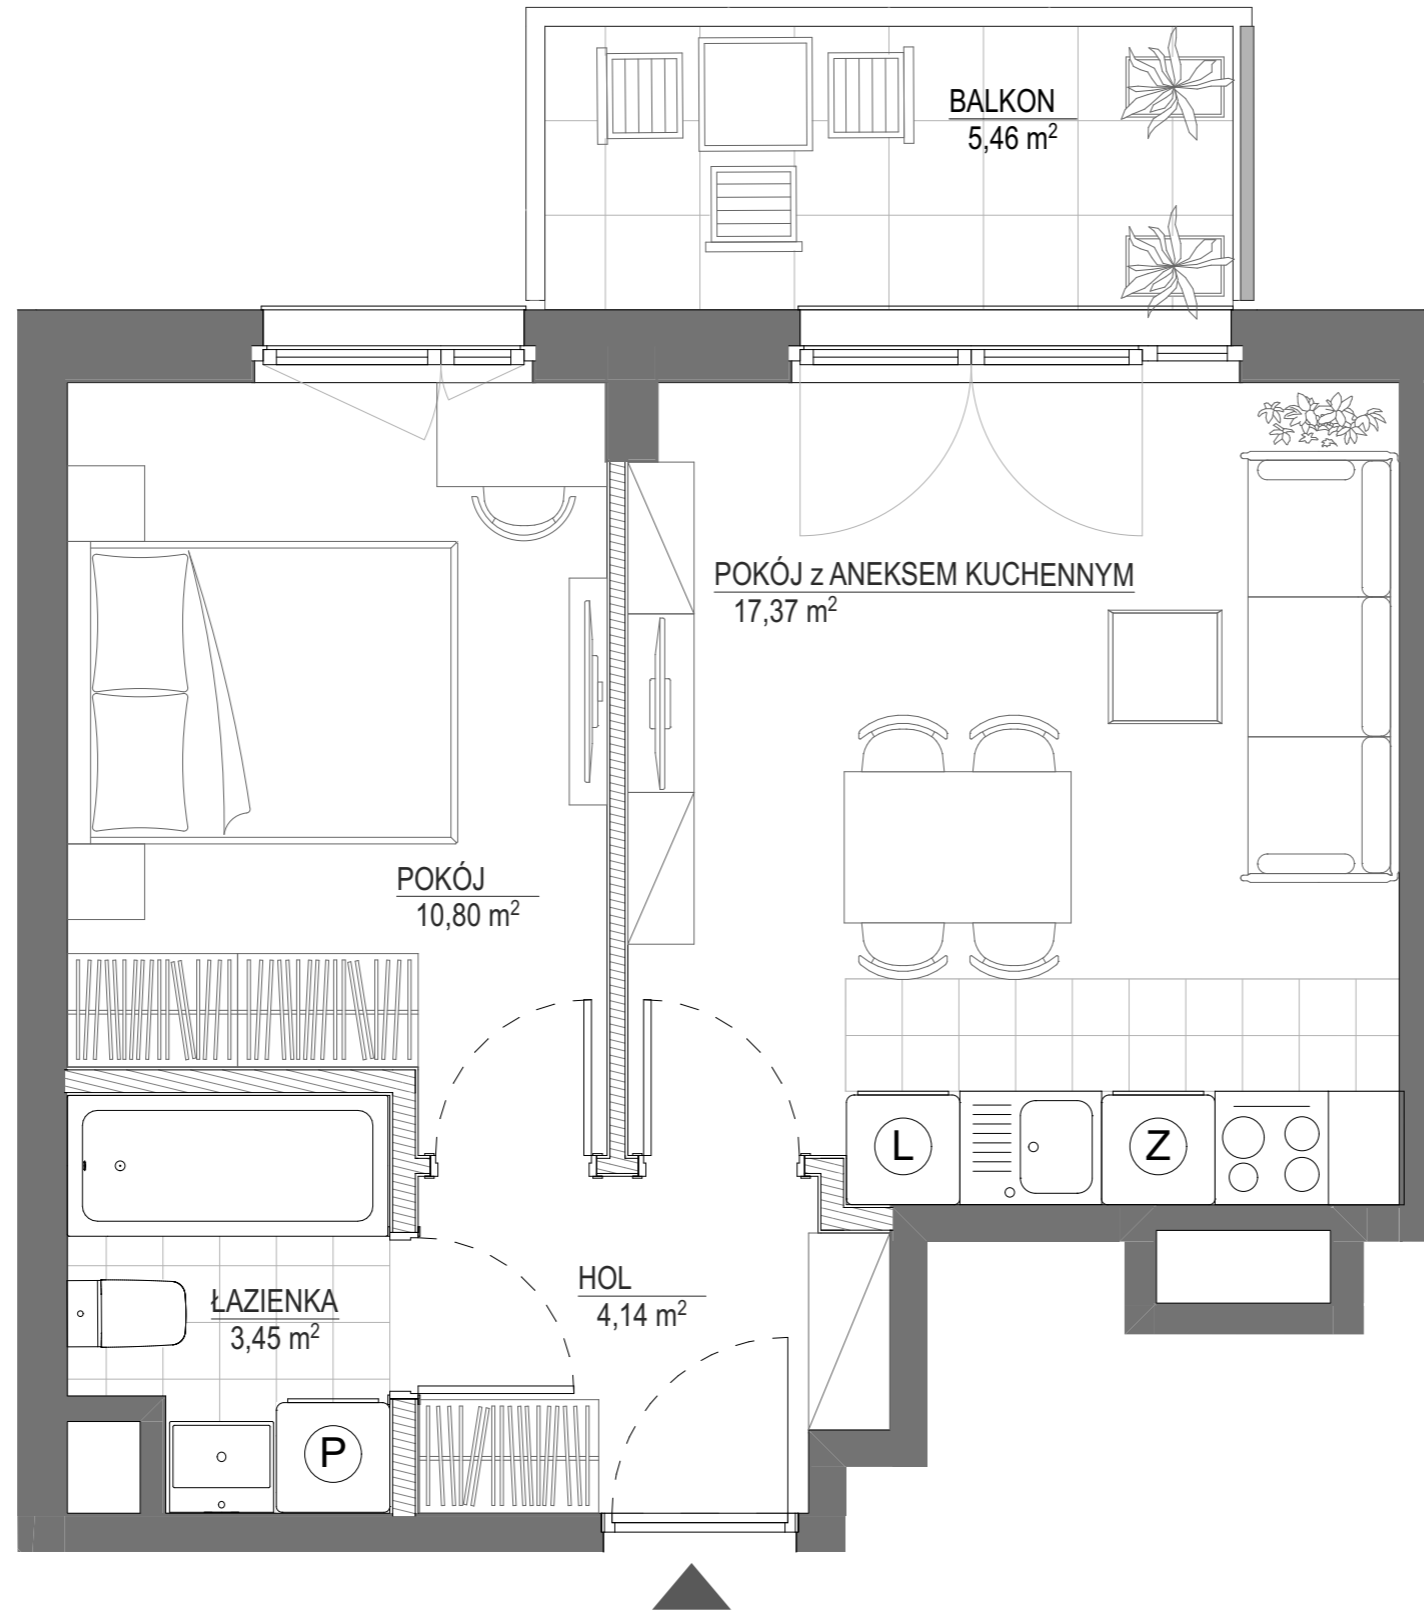 BALKON
5,46 m²
POKÓJ z ANEKSEM KUCHENNYM
17,37 m²
POKÓJ
10,80 m²
L
Z
HOL
4,14 m²
ŁAZIENKA
3,45 m²
P